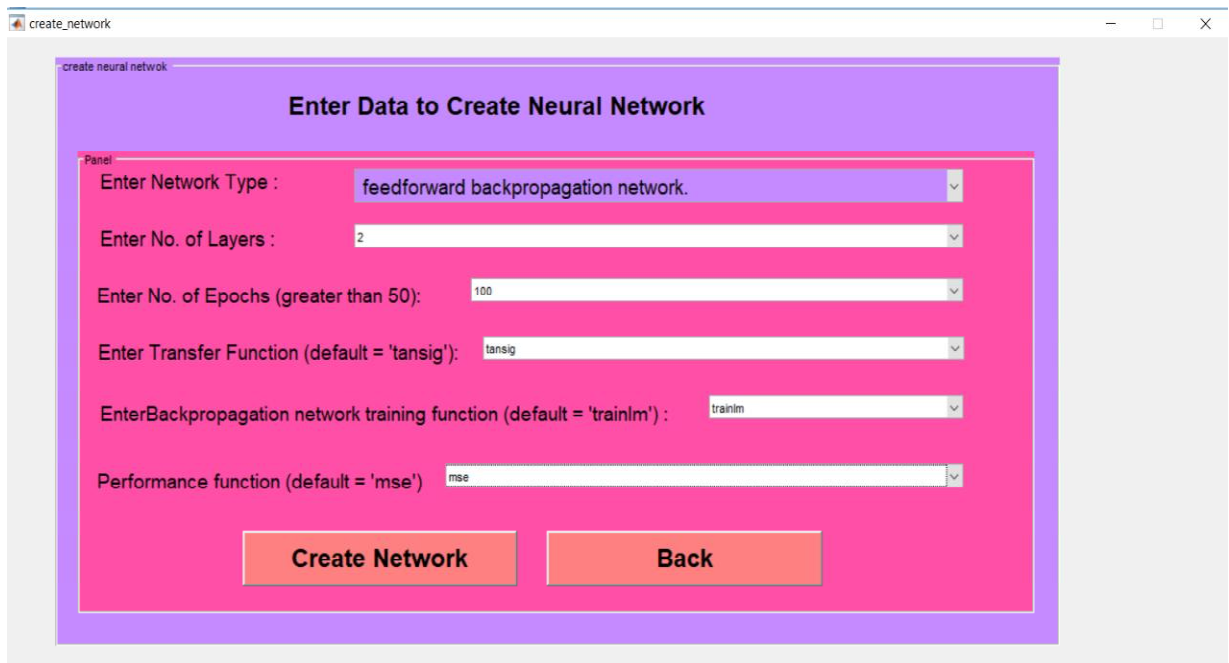 create_network
create neural netwok
Enter Data to Create Neural Network
Panel
Enter Network Type : feedforward backpropagation network.
Enter No. of Layers : 2
Enter No. of Epochs (greater than 50): 100
Enter Transfer Function (default = 'tansig'): tansig
EnterBackpropagation network training function (default = 'trainlm') : trainlm
Performance function (default = 'mse') mse
Create Network Back